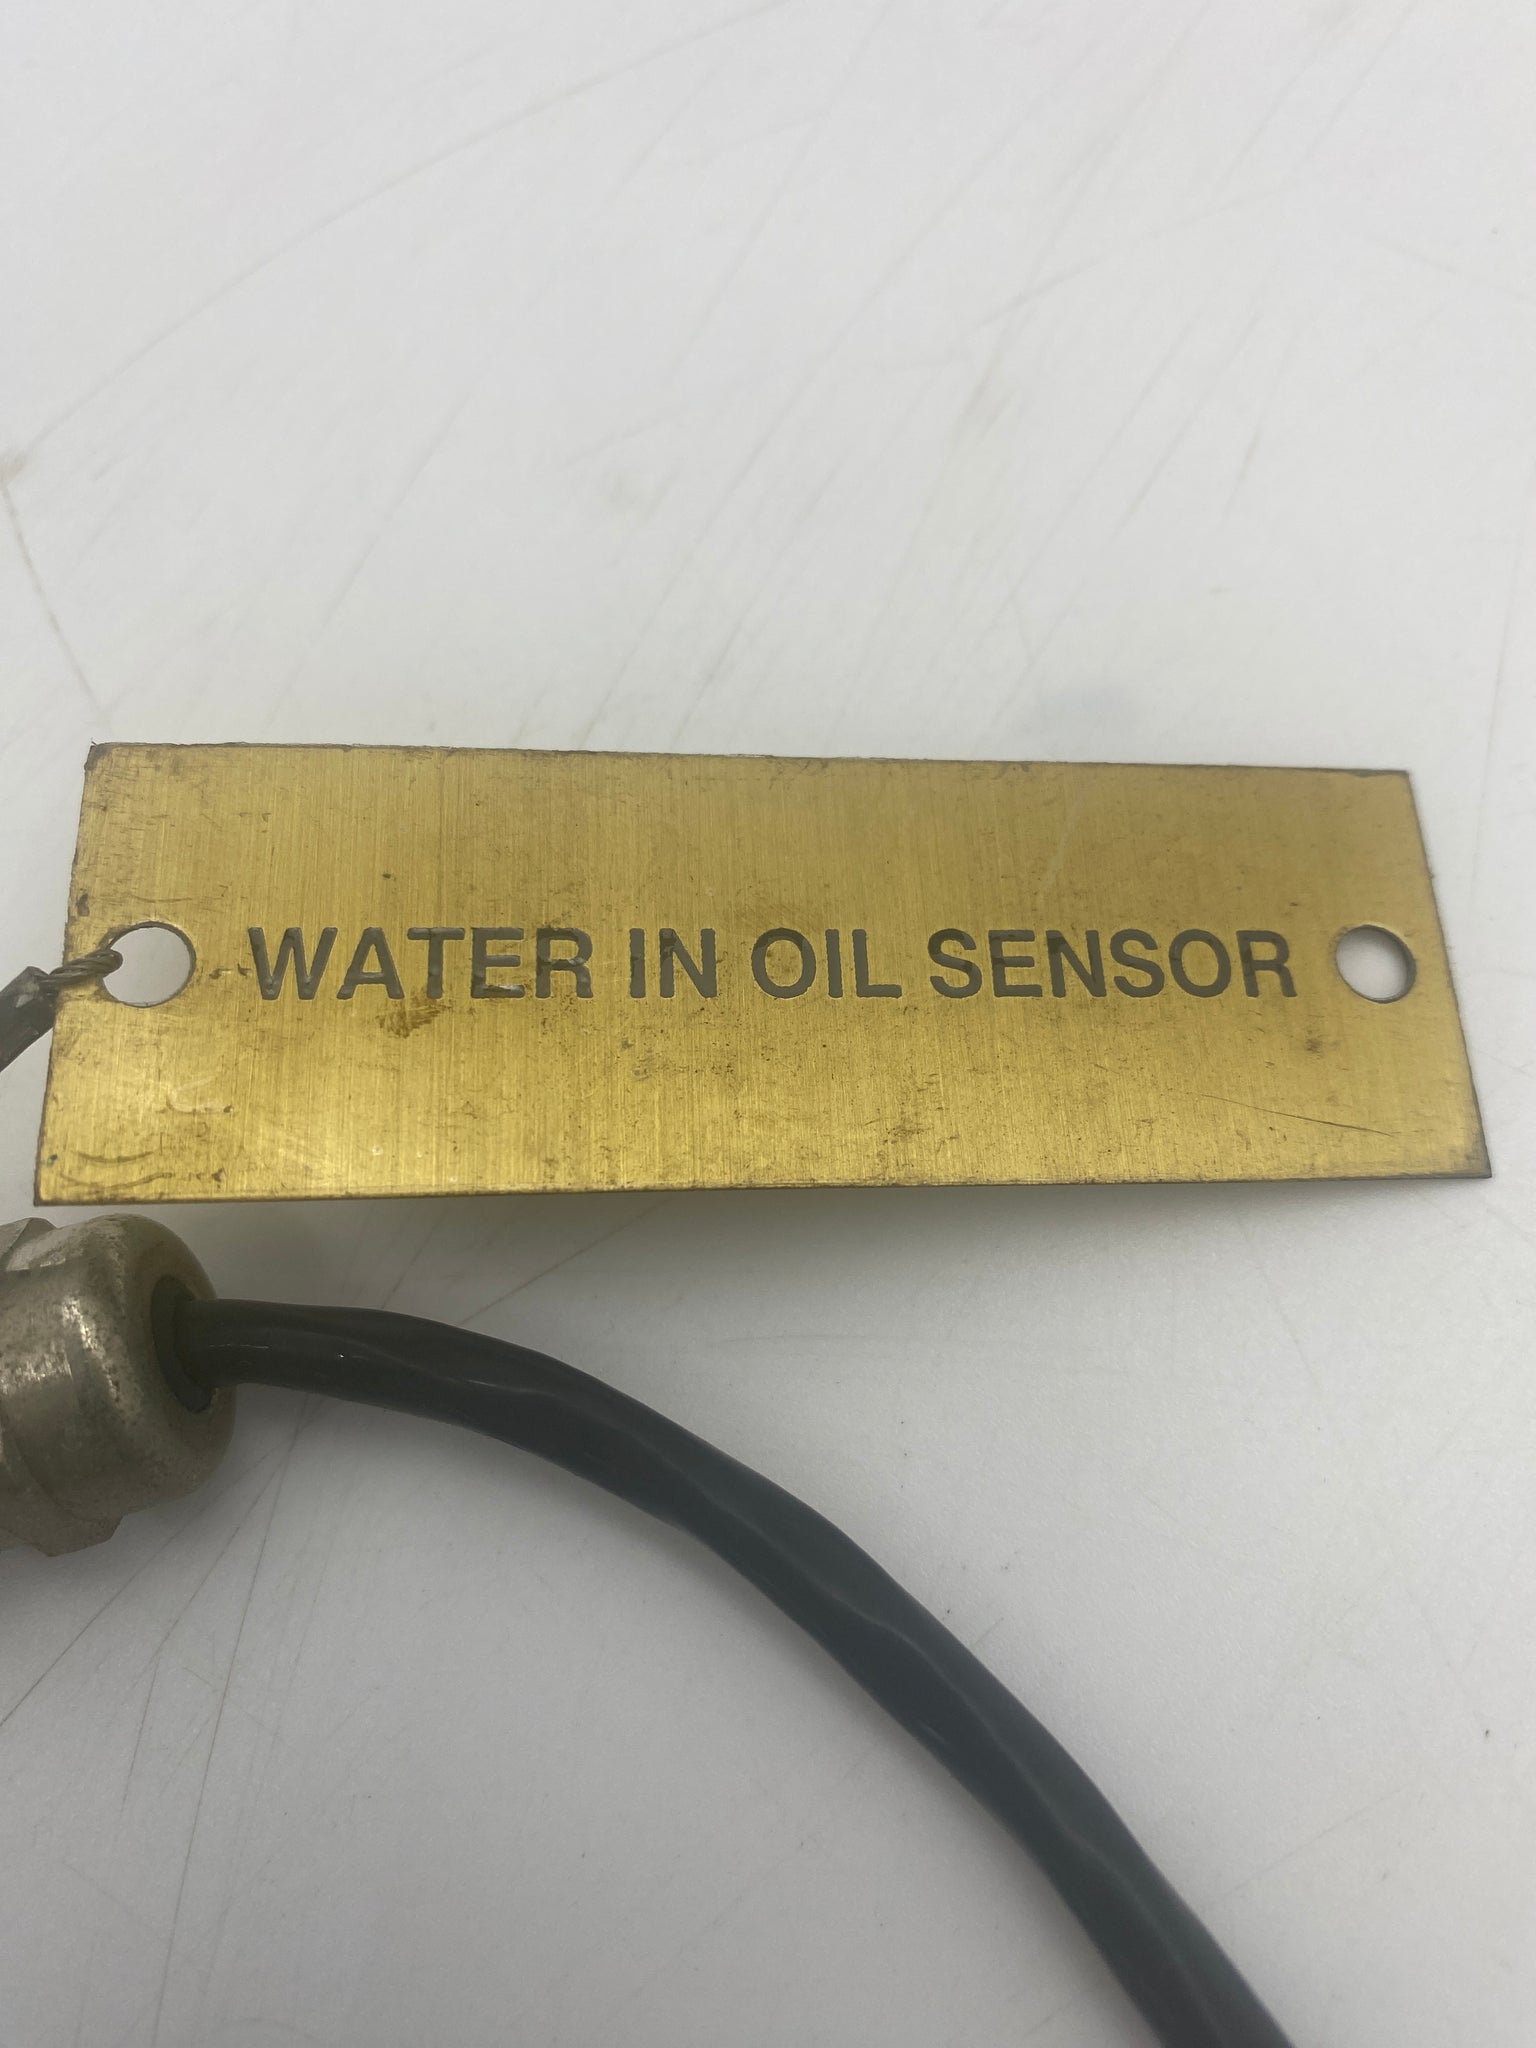 WATER IN OIL SENSOR